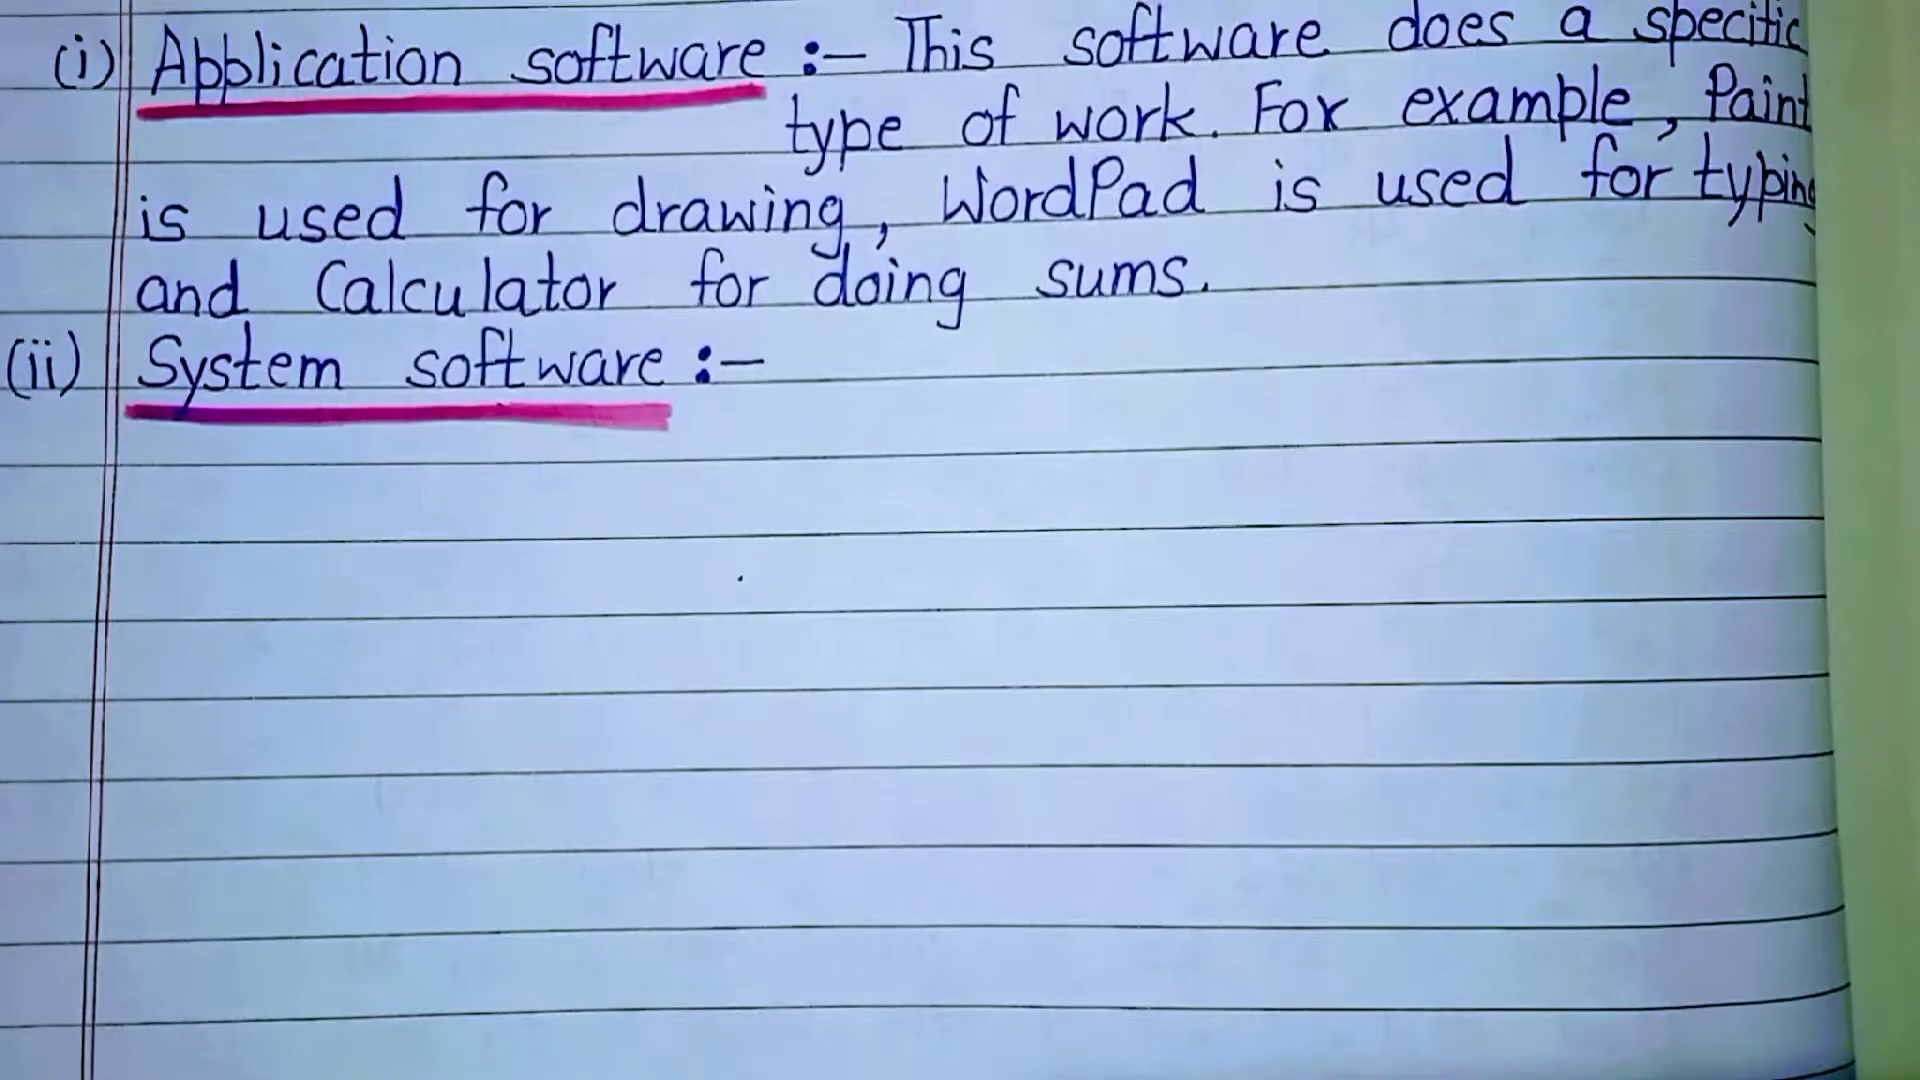 (i) Application software :- This software does a specific
type of work. For example, Paint
is used for drawing, WordPad is used for typing
and Calculator for doing sums.
(ii) System software :-